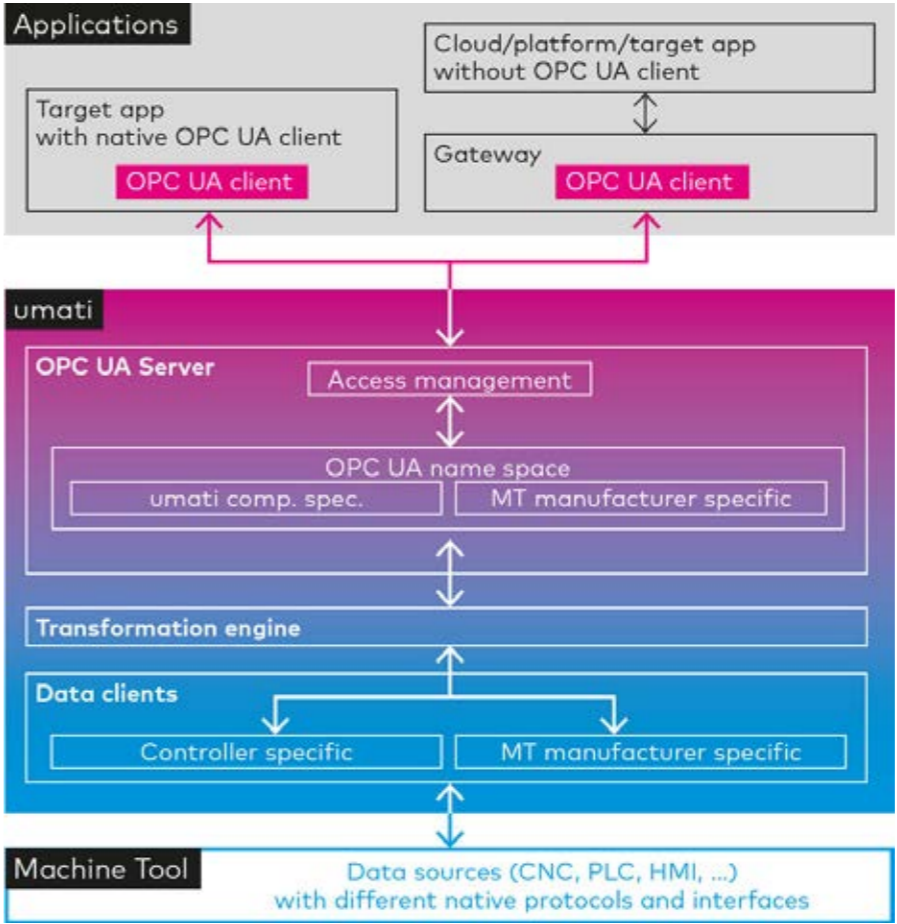 Applications
Cloud/platform/target app
without OPC UA client
Target app
with native OPC UA client
OPC UA client
Gateway
OPC UA client
umati
OPC UA Server
Access management
OPC UA name space
umati comp. spec.
MT manufacturer specific
Transformation engine
Data clients
Controller specific
MT manufacturer specific
Machine Tool
Data sources (CNC, PLC, HMI, ...)
with different native protocols and interfaces